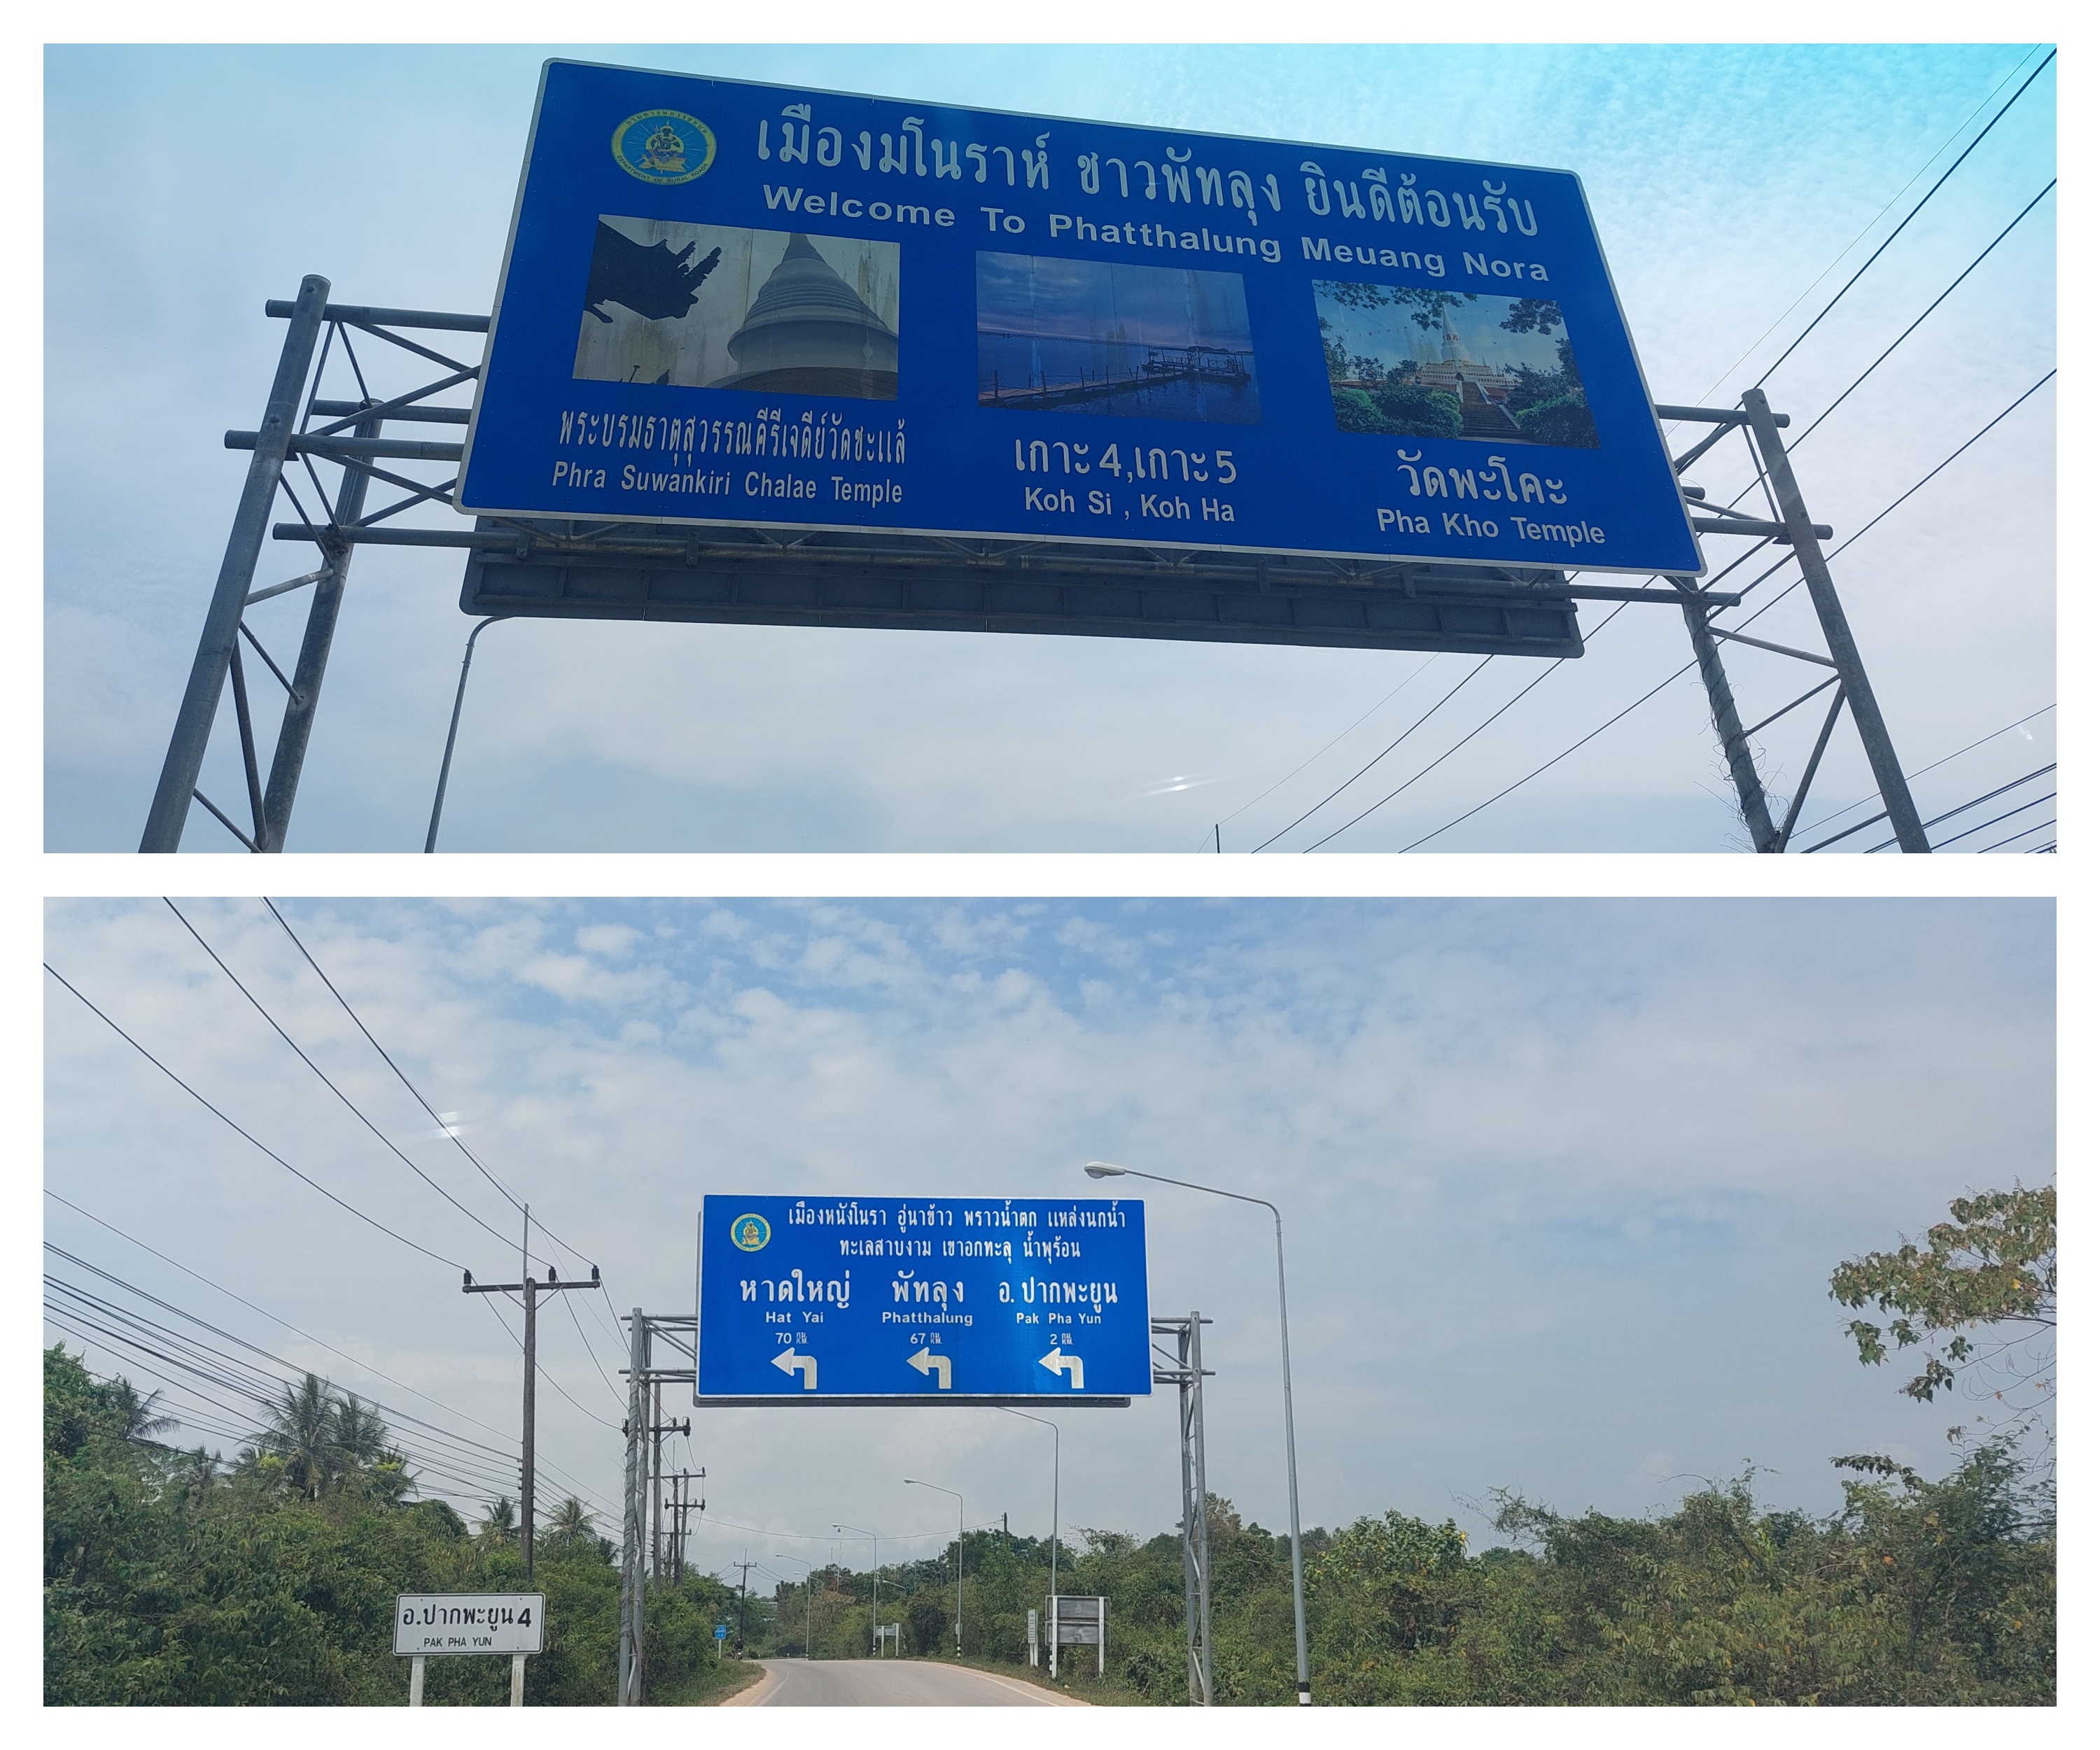 เมืองมโนราห์ ชาวพัทลุง ยินดีต้อนรับ
Welcome To Phatthalung Meuang Nora
พระบรมธาตุสุวรรณคีรีเจดีย์วัดชะแล้
Phra Suwankiri Chalae Temple
เกาะ 4,เกาะ 5
Koh Si , Koh Ha
วัดพะโคะ
Pha Kho Temple
เมืองหนังโนรา อู่นาข้าว พราวน้ำตก แหล่งนกน้ำ
ทะเลสาบงาม เขาอกทะลุ น้ำพุร้อน
หาดใหญ่
Hat Yai
70 กม. KM.
พัทลุง
Phatthalung
67 กม. KM.
อ. ปากพะยูน
Pak Pha Yun
2 กม. KM.
อ.ปากพะยูน 4
PAK PHA YUN